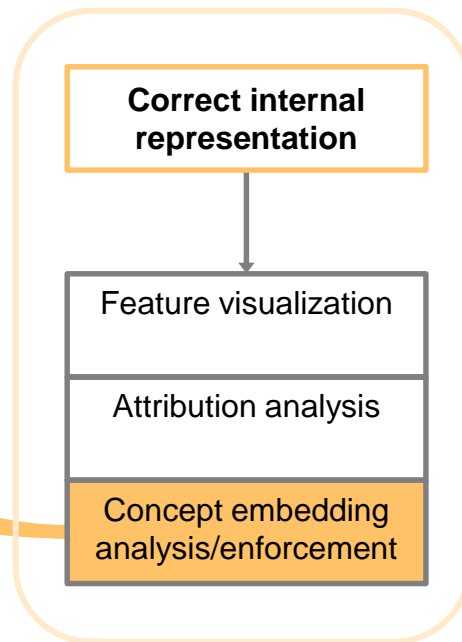 Correct internal
representation
Feature visualization
Attribution analysis
Concept embedding
analysis/enforcement